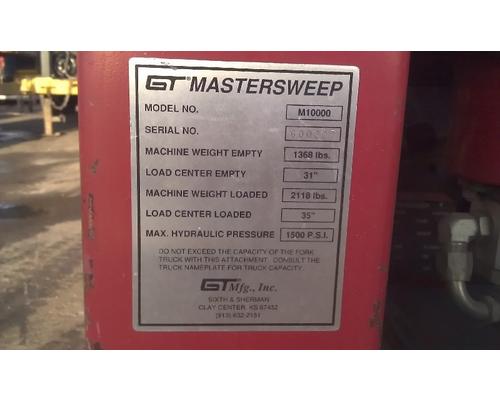 GT® MASTERSWEEP
MODEL NO. M10000
SERIAL NO.
MACHINE WEIGHT EMPTY 1368 lbs.
LOAD CENTER EMPTY 31"
MACHINE WEIGHT LOADED 2118 lbs.
LOAD CENTER LOADED 35"
MAX. HYDRAULIC PRESSURE 1500 P.S.I.
DO NOT EXCEED THE CAPACITY OF THE FORK
TRUCK WITH THIS ATTACHMENT. CONSULT THE
TRUCK NAMEPLATE FOR TRUCK CAPACITY.
GT Mfg., Inc.
SIXTH & SHERMAN
CLAY CENTER, KS 67432
(913) 632-2151